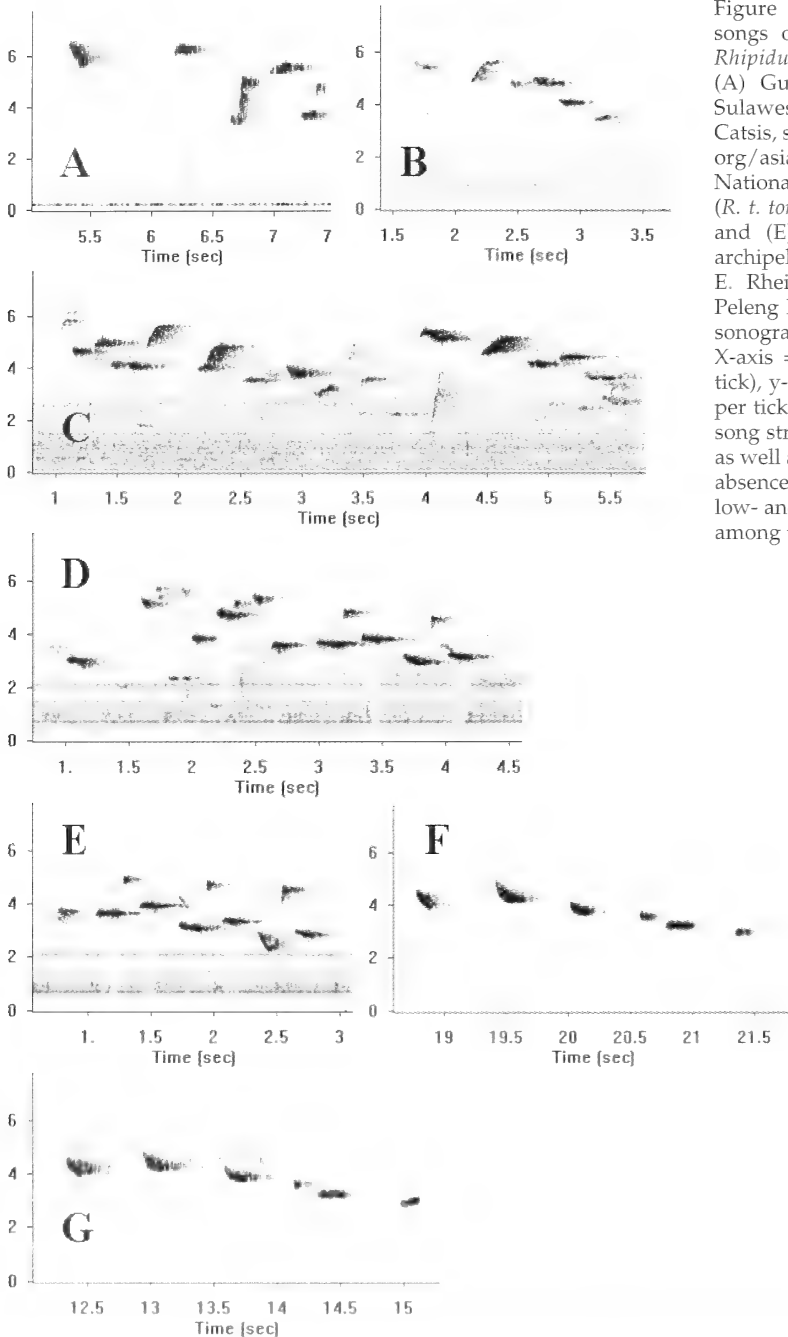 Figure
songs o
Rhipidu
(A) Gu
Sulawes
Catsis, s
org/asia
Nationa
(R. t. tor
and (E)
archipel
E. Rhei
Peleng I
sonogra
X-axis =
tick), y-
per tick
song str
as well a
absence
low- an
among
6
4
2
0
A
5.5
6
6.5
7
7
Time (sec)
6
4
2
0
B
1.5
2
2.5
3
3.5
Time (sec)
6
4
2
0
C
1
1.5
2
2.5
3
3.5
4
4.5
5
5.5
Time (sec)
6
4
2
0
D
1.
1.5
2
2.5
3
3.5
4
4.5
Time (sec)
6
4
2
0
E
1.
1.5
2
2.5
3
Time (sec)
6
4
2
0
F
19
19.5
20
20.5
21
21.5
Time (sec)
6
4
2
0
G
12.5
13
13.5
14
14.5
15
Time (sec)